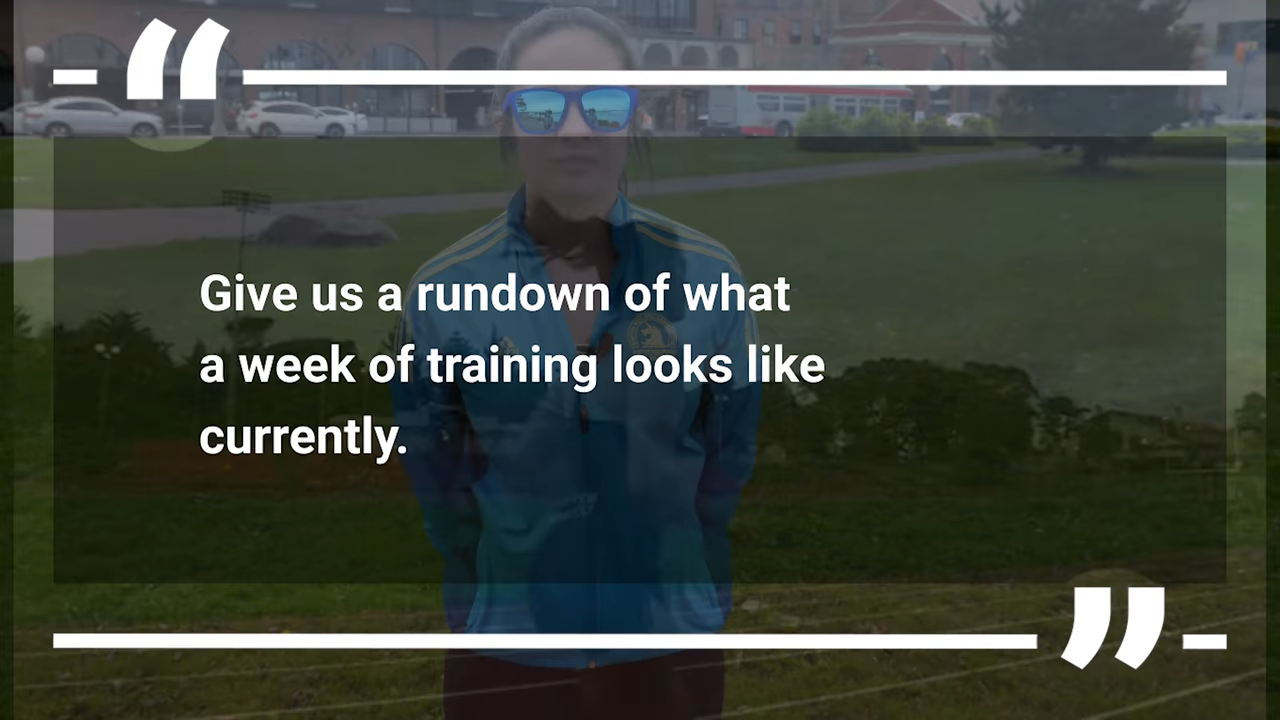 Give us a rundown of what
a week of training looks like
currently.